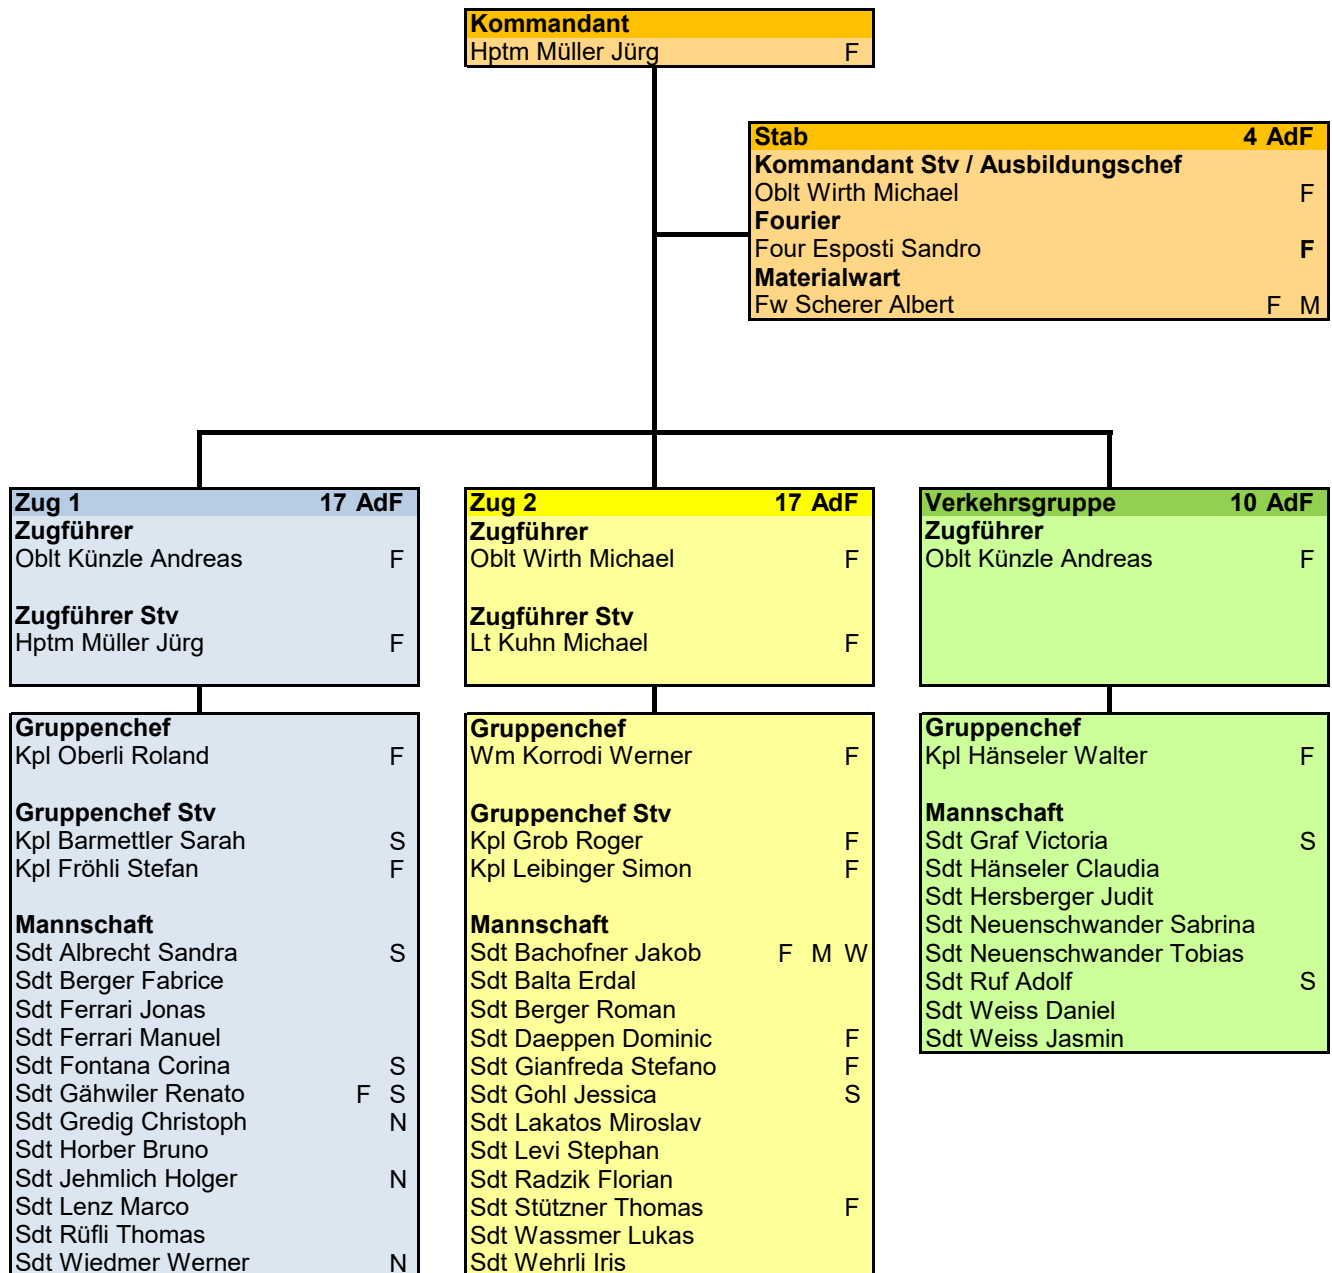 Kommandant
Hptm Müller Jürg F
Stab 4 AdF
Kommandant Stv / Ausbildungschef
Oblt Wirth Michael F
Fourier
Four Esposti Sandro F
Materialwart
Fw Scherer Albert F M
Zug 1 17 AdF
Zugführer
Oblt Künzle Andreas F
Zugführer Stv
Hptm Müller Jürg F
Gruppenchef
Kpl Oberli Roland F
Gruppenchef Stv
Kpl Barmettler Sarah S
Kpl Fröhli Stefan F
Mannschaft
Sdt Albrecht Sandra S
Sdt Berger Fabrice
Sdt Ferrari Jonas
Sdt Ferrari Manuel
Sdt Fontana Corina S
Sdt Gähwiler Renato F S
Sdt Gredig Christoph N
Sdt Horber Bruno
Sdt Jehmlich Holger N
Sdt Lenz Marco
Sdt Rüfli Thomas
Sdt Wiedmer Werner N
Zug 2 17 AdF
Zugführer
Oblt Wirth Michael F
Zugführer Stv
Lt Kuhn Michael F
Gruppenchef
Wm Korrodi Werner F
Gruppenchef Stv
Kpl Grob Roger F
Kpl Leibinger Simon F
Mannschaft
Sdt Bachofner Jakob F M W
Sdt Balta Erdal
Sdt Berger Roman
Sdt Daeppen Dominic F
Sdt Gianfreda Stefano F
Sdt Gohl Jessica S
Sdt Lakatos Miroslav
Sdt Levi Stephan
Sdt Radzik Florian
Sdt Stützner Thomas F
Sdt Wassmer Lukas
Sdt Wehrli Iris
Verkehrsgruppe 10 AdF
Zugführer
Oblt Künzle Andreas F
Gruppenchef
Kpl Hänseler Walter F
Mannschaft
Sdt Graf Victoria S
Sdt Hänseler Claudia
Sdt Hersberger Judit
Sdt Neuenschwander Sabrina
Sdt Neuenschwander Tobias
Sdt Ruf Adolf S
Sdt Weiss Daniel
Sdt Weiss Jasmin